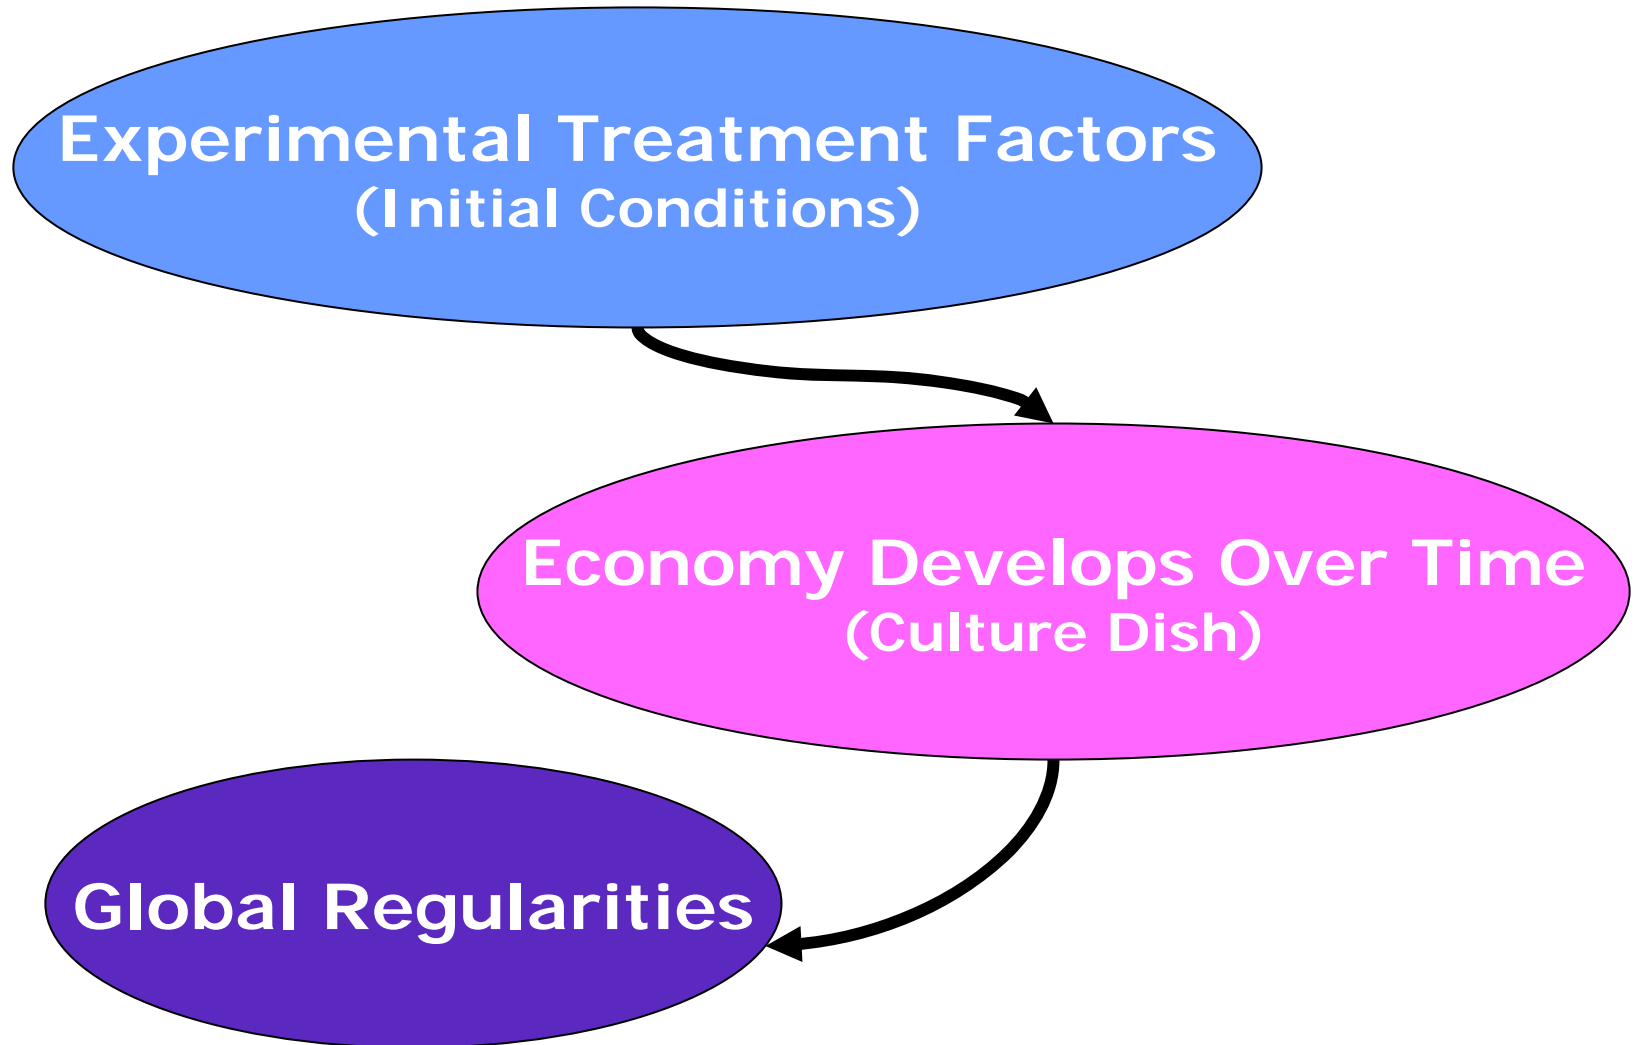 Experimental Treatment Factors
(Initial Conditions)
Economy Develops Over Time
(Culture Dish)
Global Regularities